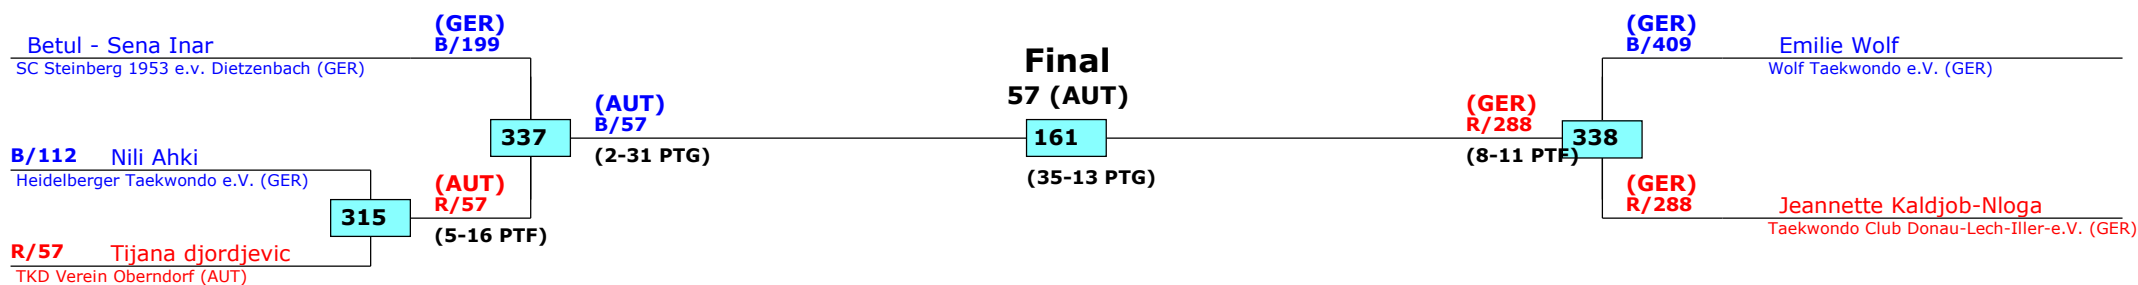 (GER)
B/199
Betul - Sena Inar
SC Steinberg 1953 e.v. Dietzenbach (GER)
B/112 Nili Ahki
Heidelberger Taekwondo e.V. (GER)
315
R/57 Tijana djordjevic
TKD Verein Oberndorf (AUT)
(AUT)
R/57
(5-16 PTF)
337
(AUT)
B/57
(2-31 PTG)
Final
57 (AUT)
161
(35-13 PTG)
(GER)
R/288
(8-11 PTF)
338
(GER)
B/409
Emilie Wolf
Wolf Taekwondo e.V. (GER)
(GER)
R/288
Jeannette Kaldjob-Nloga
Taekwondo Club Donau-Lech-Iller-e.V. (GER)